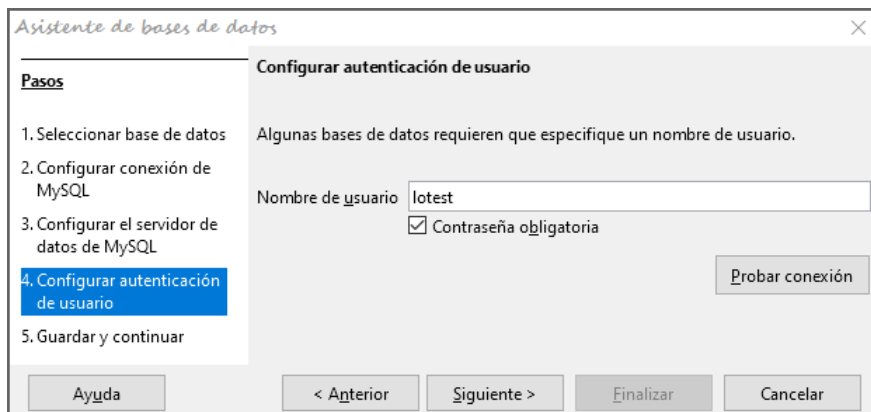 Asistente de bases de datos
Pasos
1. Seleccionar base de datos
2. Configurar conexión de
MySQL
3. Configurar el servidor de
datos de MySQL
4. Configurar autenticación
de usuario
5. Guardar y continuar
Configurar autenticación de usuario
Algunas bases de datos requieren que especifique un nombre de usuario.
Nombre de usuario lotest
Contraseña obligatoria
Probar conexión
Ayuda
< Anterior
Siguiente >
Finalizar
Cancelar